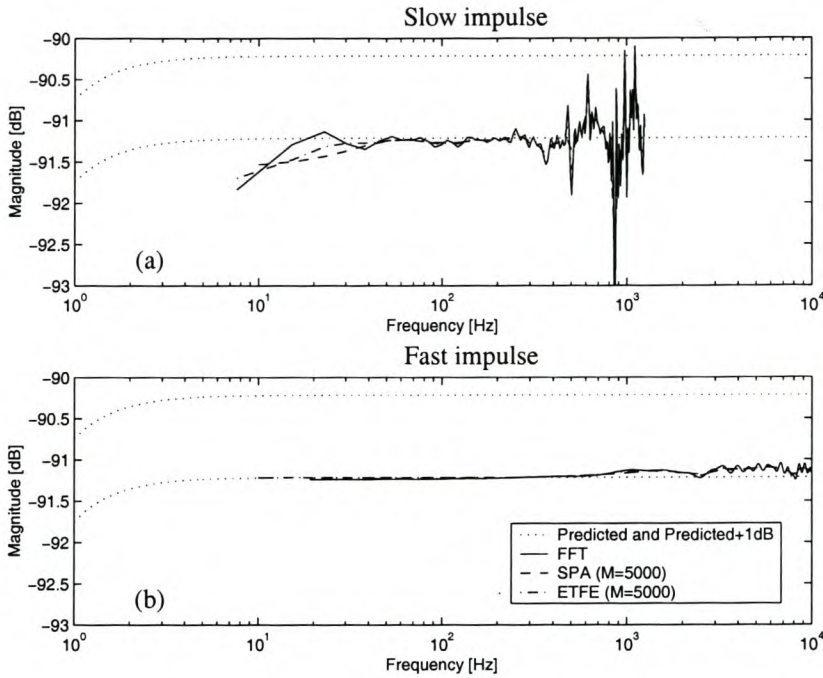 Slow impulse
-90
-90.5
-91
-91.5
-92
-92.5
-93
Magnitude [dB]
(a)
10^0
10^1
10^2
10^3
10^4
Frequency [Hz]
Fast impulse
-90
-90.5
-91
-91.5
-92
-92.5
-93
Magnitude [dB]
(b)
Predicted and Predicted+1dB
FFT
SPA (M=5000)
ETFE (M=5000)
10^0
10^1
10^2
10^3
10^4
Frequency [Hz]